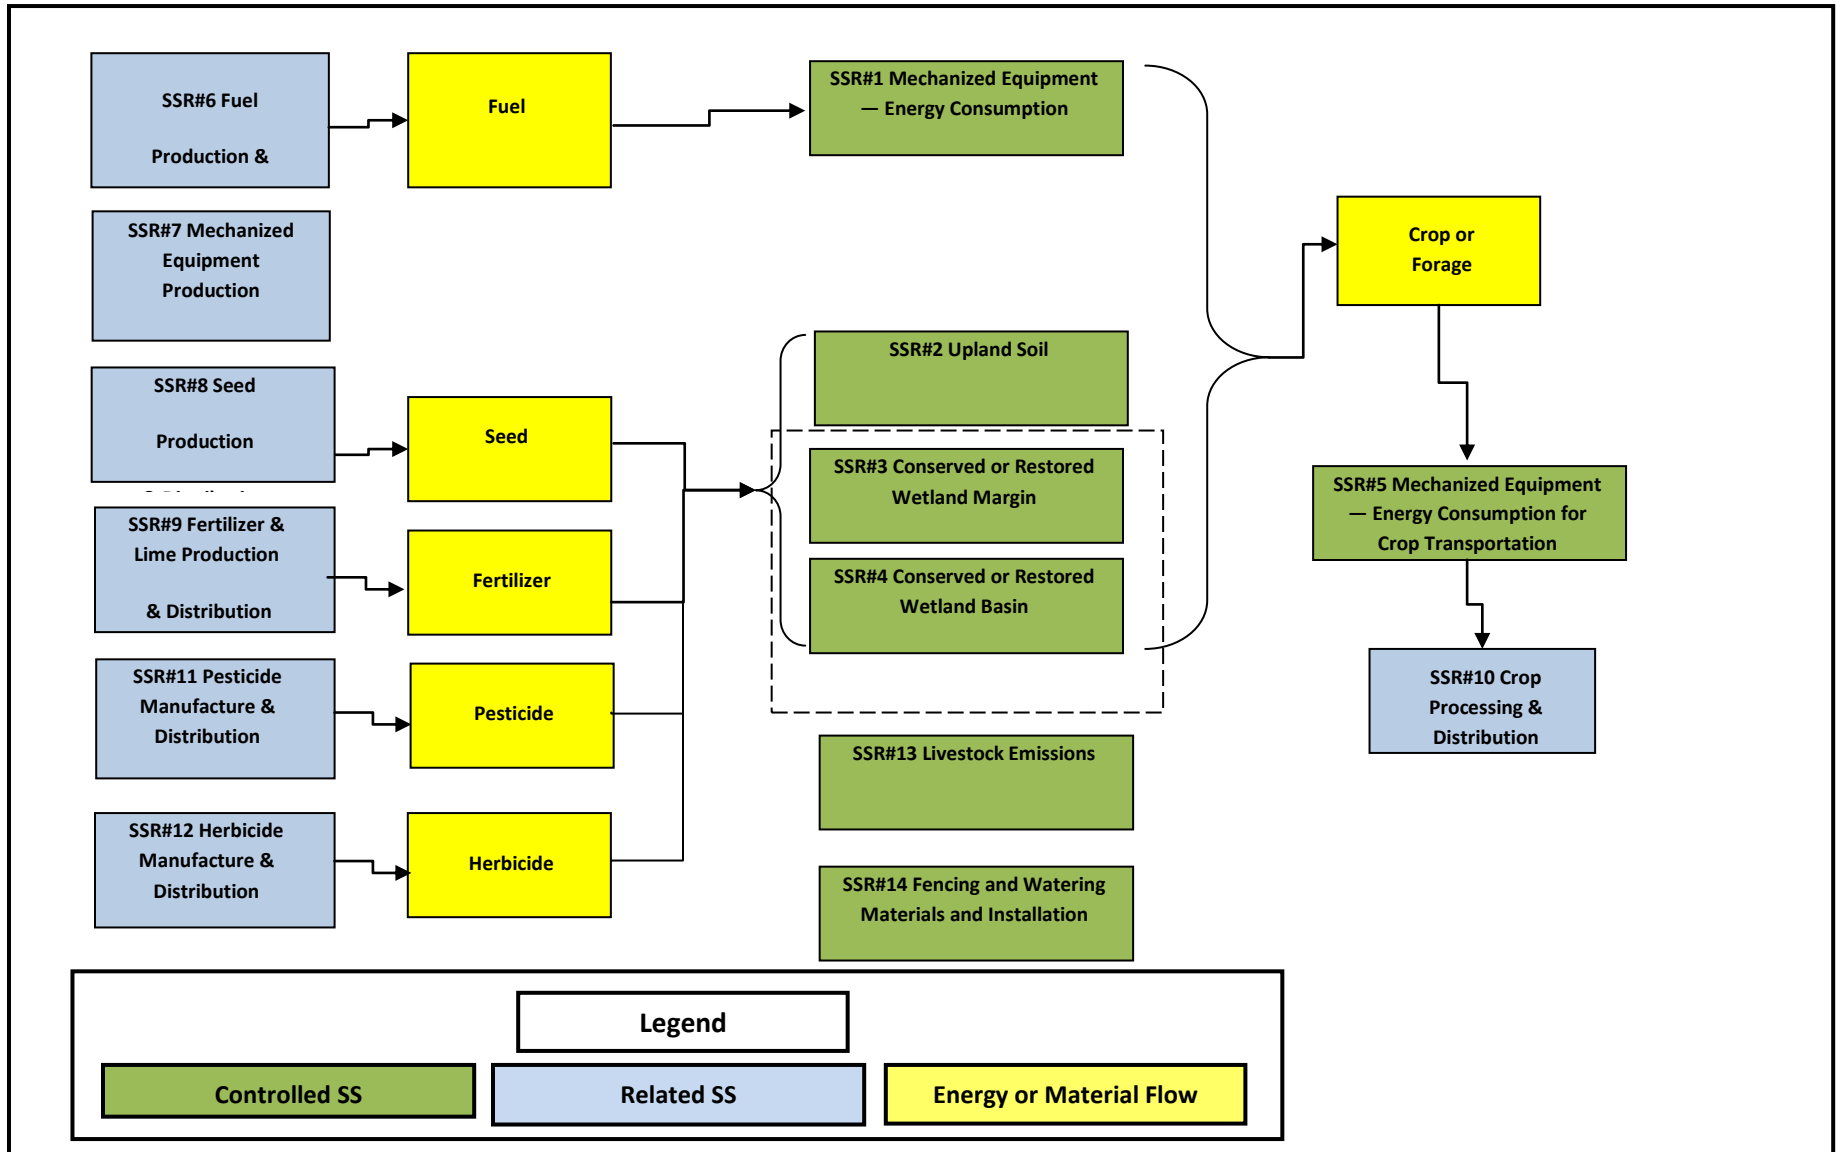 SSR#6 Fuel
Production &
Fuel
SSR#1 Mechanized Equipment
— Energy Consumption
SSR#7 Mechanized
Equipment
Production
Crop or
Forage
SSR#2 Upland Soil
SSR#8 Seed
Production
Seed
SSR#3 Conserved or Restored
Wetland Margin
SSR#5 Mechanized Equipment
— Energy Consumption for
Crop Transportation
SSR#9 Fertilizer &
Lime Production
& Distribution
Fertilizer
SSR#4 Conserved or Restored
Wetland Basin
SSR#11 Pesticide
Manufacture &
Distribution
Pesticide
SSR#10 Crop
Processing &
Distribution
SSR#13 Livestock Emissions
SSR#12 Herbicide
Manufacture &
Distribution
Herbicide
SSR#14 Fencing and Watering
Materials and Installation
Legend
Controlled SS
Related SS
Energy or Material Flow